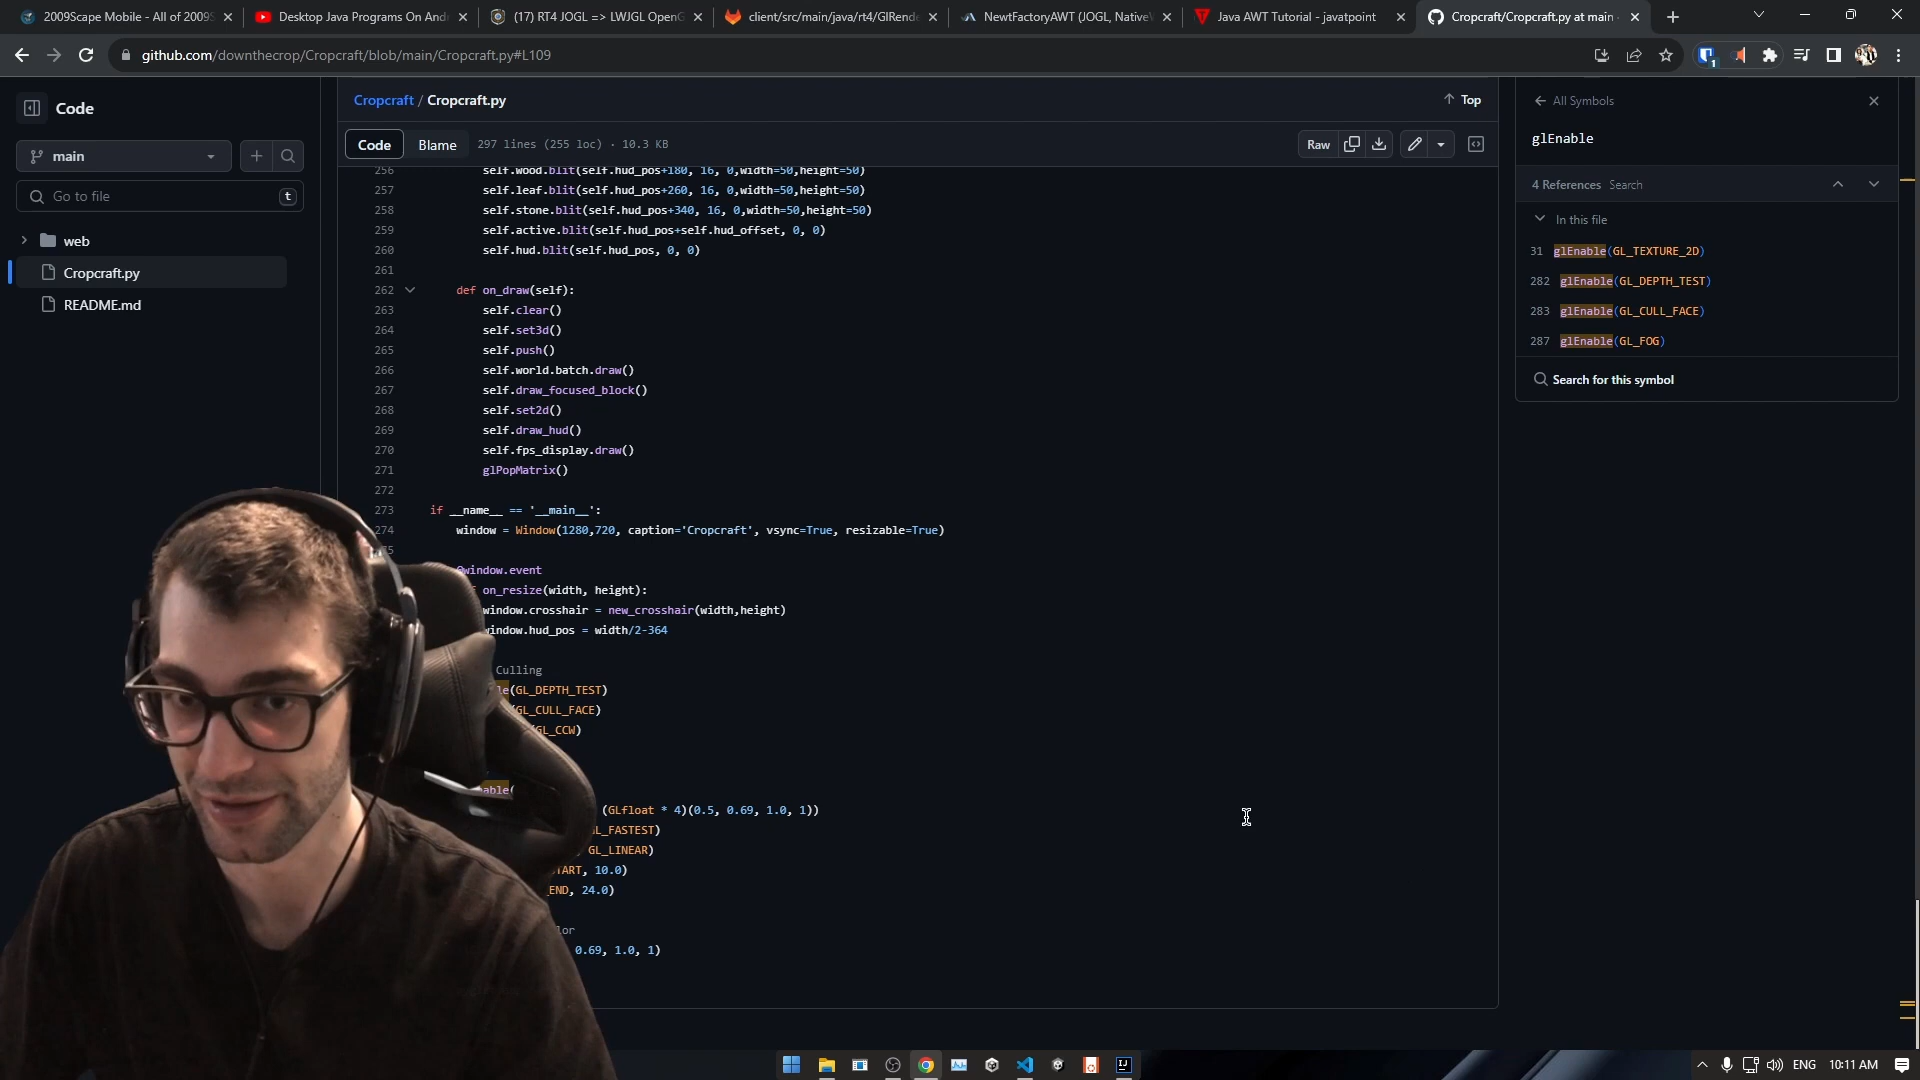 2009Scape Mobile - All of 2009S
Desktop Java Programs On And
(17) RT4 JOGL => LWJGL OpenG
client/src/main/java/rt4/GlRende
NewtFactoryAWT (JOGL, Native
Java AWT Tutorial - javatpoint
Cropcraft/Cropcraft.py at main
github.com/downthecrop/Cropcraft/blob/main/Cropcraft.py#L109
Code
main
Go to file
t
web
Cropcraft.py
README.md
Cropcraft / Cropcraft.py
Top
Code
Blame
297 lines (255 loc) · 10.3 KB
Raw
256 self.wood.blit(self.hud_pos+180, 16, 0,width=50,height=50)
257 self.leaf.blit(self.hud_pos+260, 16, 0,width=50,height=50)
258 self.stone.blit(self.hud_pos+340, 16, 0,width=50,height=50)
259 self.active.blit(self.hud_pos+self.hud_offset, 0, 0)
260 self.hud.blit(self.hud_pos, 0, 0)
261
262 def on_draw(self):
263 self.clear()
264 self.set3d()
265 self.push()
266 self.world.batch.draw()
267 self.draw_focused_block()
268 self.set2d()
269 self.draw_hud()
270 self.fps_display.draw()
271 glPopMatrix()
272
273 if __name__ == '__main__':
274 window = Window(1280,720, caption='Cropcraft', vsync=True, resizable=True)
window.event
on_resize(width, height):
window.crosshair = new_crosshair(width,height)
window.hud_pos = width/2-364
Culling
le(GL_DEPTH_TEST)
(GL_CULL_FACE)
GL_CCW)
able(
(GLfloat * 4)(0.5, 0.69, 1.0, 1))
GL_FASTEST)
GL_LINEAR)
TART, 10.0)
_END, 24.0)
lor
0.69, 1.0, 1)
All Symbols
glEnable
4 References Search
In this file
31 glEnable(GL_TEXTURE_2D)
282 glEnable(GL_DEPTH_TEST)
283 glEnable(GL_CULL_FACE)
287 glEnable(GL_FOG)
Search for this symbol
ENG
10:11 AM